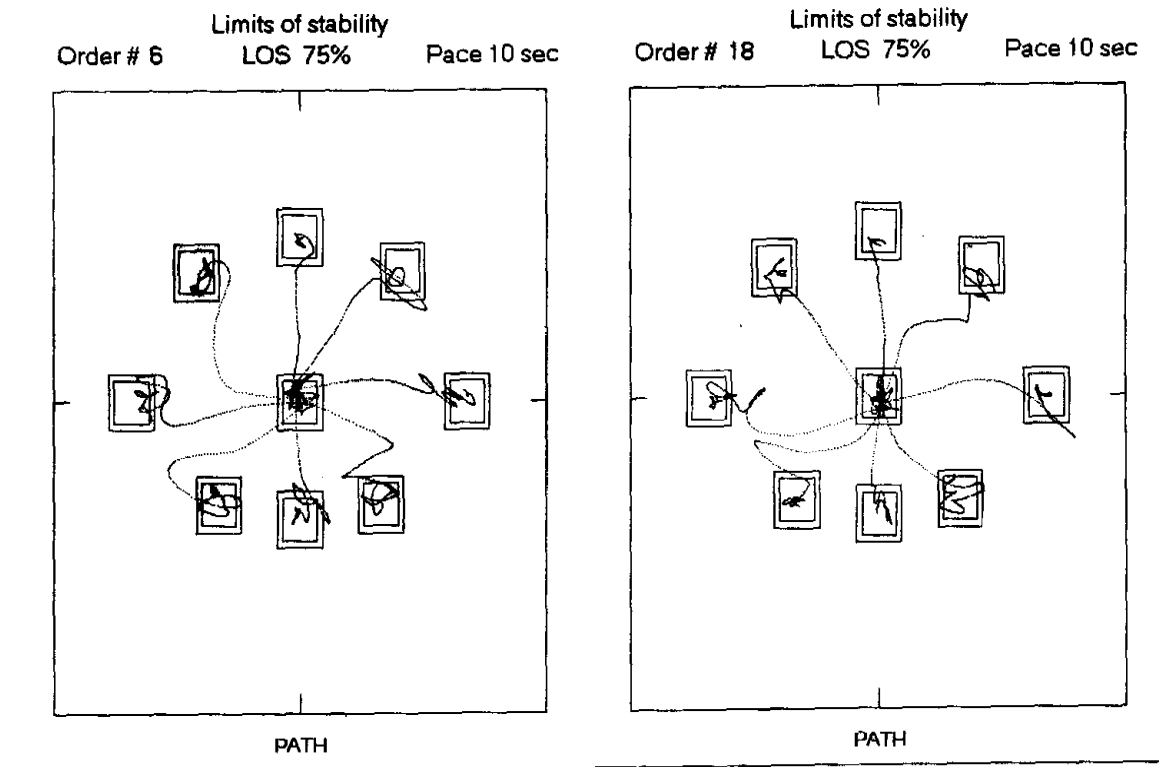 Limits of stability
Order # 6 LOS 75% Pace 10 sec
PATH
Limits of stability
Order # 18 LOS 75% Pace 10 sec
PATH